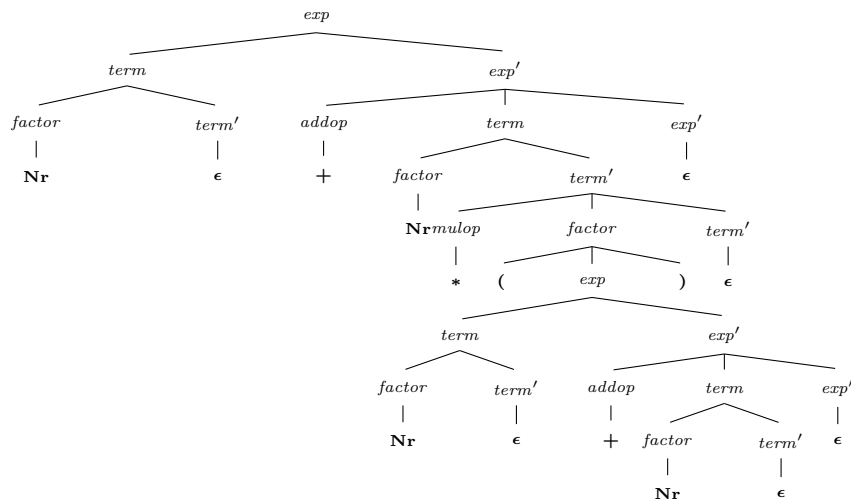 exp
term exp′
factor term′ addop term exp′
Nr ϵ + factor term′ ϵ
Nr mulop factor term′
* ( exp ) ϵ
term exp′
factor term′ addop term exp′
Nr ϵ + factor term′ ϵ
Nr ϵ